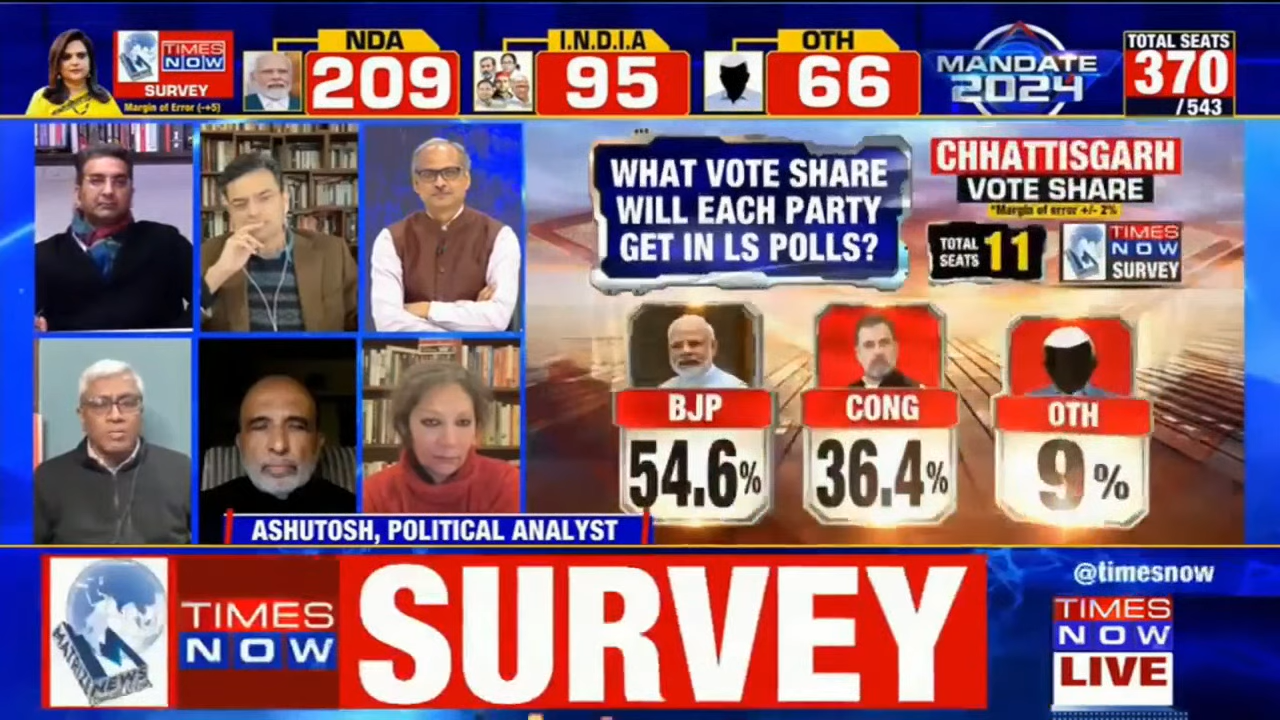 TIMES
NOW
SURVEY
Margin of Error (-+5)
NDA
209
I.N.D.I.A
95
OTH
66
MANDATE
2024
TOTAL SEATS
370
/543
WHAT VOTE SHARE
WILL EACH PARTY
GET IN LS POLLS?
CHHATTISGARH
VOTE SHARE
*Margin of error +/- 2%
TOTAL
SEATS
11
TIMES
NOW
SURVEY
BJP
54.6%
CONG
36.4%
OTH
9%
ASHUTOSH, POLITICAL ANALYST
MATRIZE
NEWS
TIMES
NOW
SURVEY
@timesnow
TIMES
NOW
LIVE